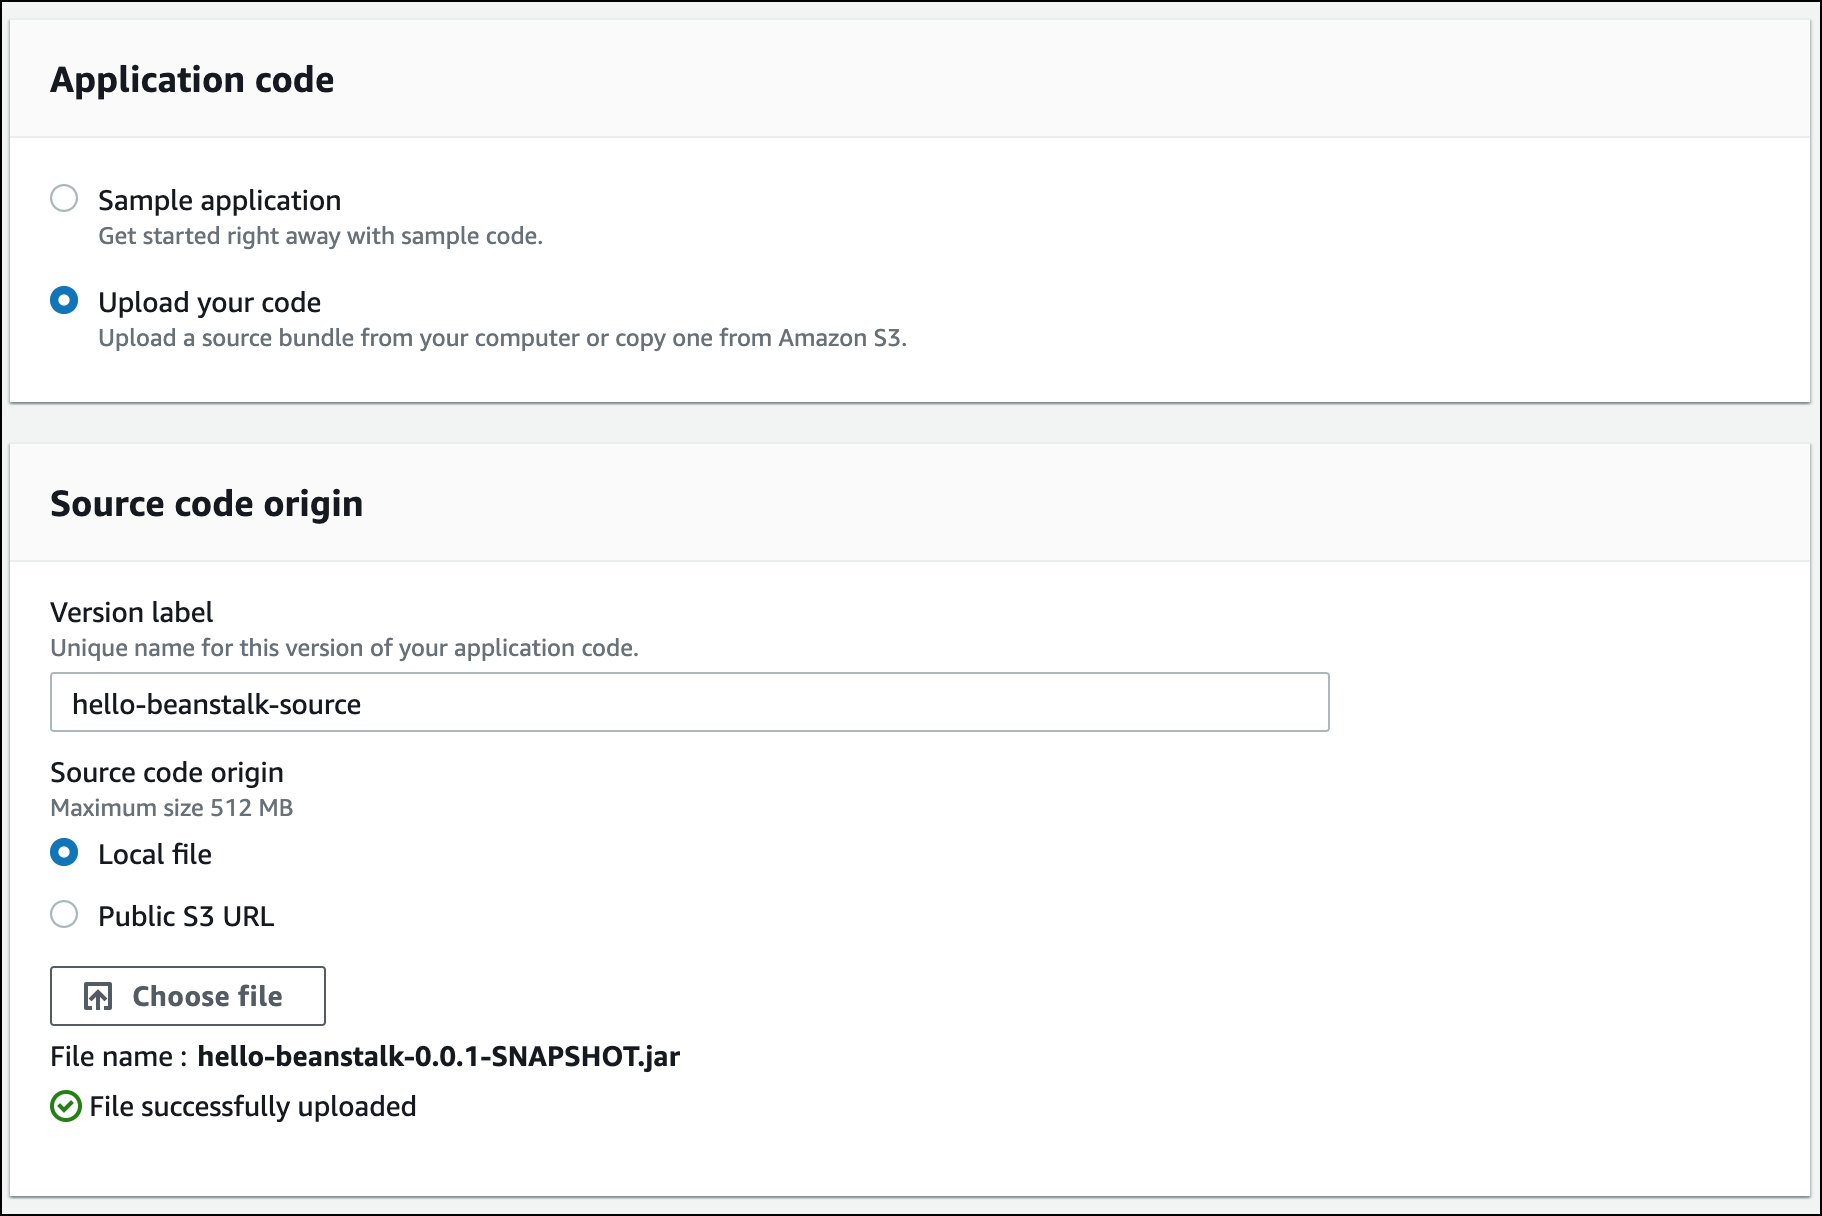 Application code
Sample application
Get started right away with sample code.
Upload your code
Upload a source bundle from your computer or copy one from Amazon S3.
Source code origin
Version label
Unique name for this version of your application code.
hello-beanstalk-source
Source code origin
Maximum size 512 MB
Local file
Public S3 URL
Choose file
File name : hello-beanstalk-0.0.1-SNAPSHOT.jar
File successfully uploaded